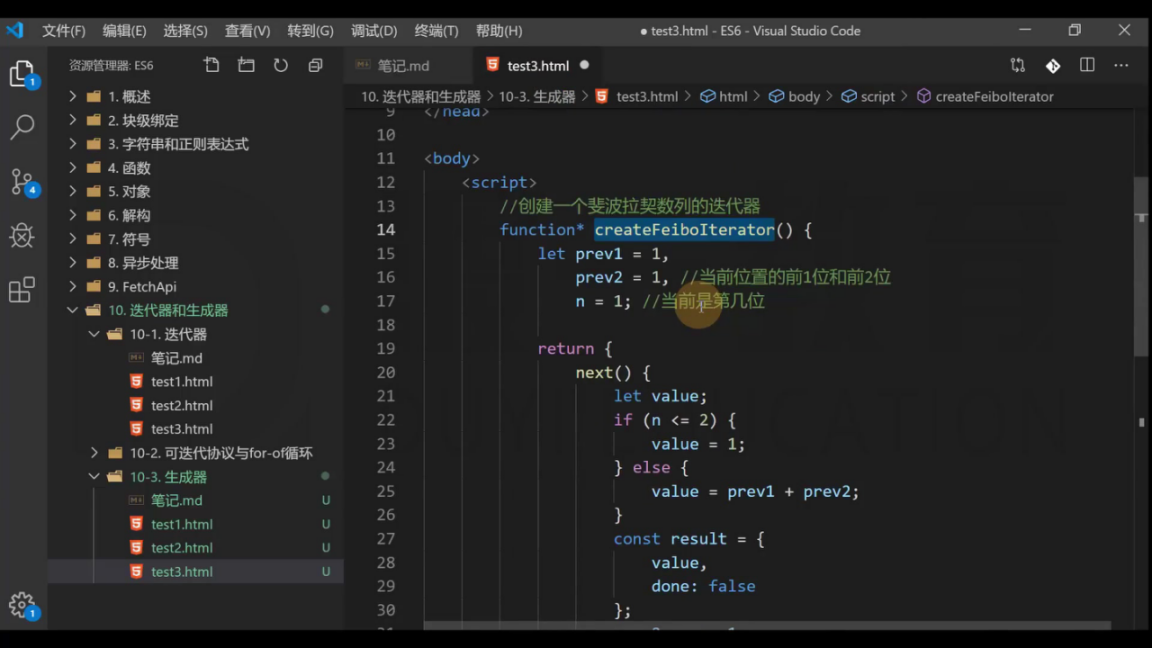 文件(F) 编辑(E) 选择(S) 查看(V) 转到(G) 调试(D) 终端(T) 帮助(H) ● test3.html - ES6 - Visual Studio Code
资源管理器: ES6
1. 概述
2. 块级绑定
3. 字符串和正则表达式
4. 函数
5. 对象
6. 解构
7. 符号
8. 异步处理
9. FetchApi
10. 迭代器和生成器
10-1. 迭代器
笔记.md
test1.html
test2.html
test3.html
10-2. 可迭代协议与for-of循环
10-3. 生成器
笔记.md U
test1.html U
test2.html U
test3.html U
1
4
1
笔记.md test3.html ●
10. 迭代器和生成器 > 10-3. 生成器 > test3.html > html > body > script > createFeiboIterator
9 </head>
10
11 <body>
12 <script>
13 //创建一个斐波拉契数列的迭代器
14 function* createFeiboIterator() {
15 let prev1 = 1,
16 prev2 = 1, //当前位置的前1位和前2位
17 n = 1; //当前是第几位
18
19 return {
20 next() {
21 let value;
22 if (n <= 2) {
23 value = 1;
24 } else {
25 value = prev1 + prev2;
26 }
27 const result = {
28 value,
29 done: false
30 };